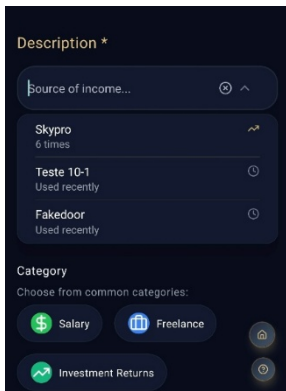 Description *
Source of income...
Skypro
6 times
Teste 10-1
Used recently
Fakedoor
Used recently
Category
Choose from common categories:
Salary
Freelance
Investment Returns